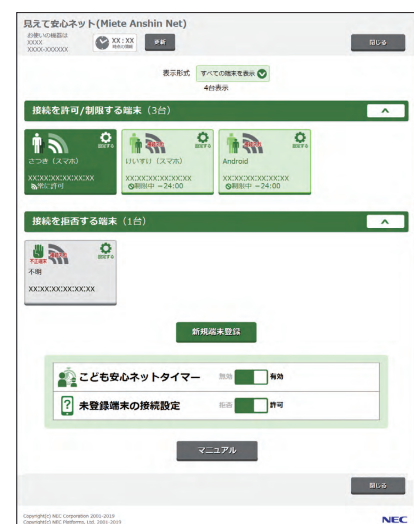 見えて安心ネット(Miete Anshin Net)
お使いの機器は
XXXX
XXXX-XXXXXX
XX:XX
現在の時刻
更新
閉じる
表示形式 すべての端末を表示
4台表示
接続を許可/制限する端末(3台)
設定する
さつき (スマホ)
XX:XX:XX:XX:XX:XX
常に許可
設定する
けいすけ (スマホ)
XX:XX:XX:XX:XX:XX
制限中 ~24:00
設定する
Android
XX:XX:XX:XX:XX:XX
制限中 ~24:00
接続を拒否する端末(1台)
不正端末
設定する
不明
XX:XX:XX:XX:XX:XX
新規端末登録
こども安心ネットタイマー 無効 有効
未登録端末の接続設定 拒否 許可
マニュアル
閉じる
Copyright(c) NEC Corporation 2001-2019
Copyright(c) NEC Platforms, Ltd. 2001-2019
NEC